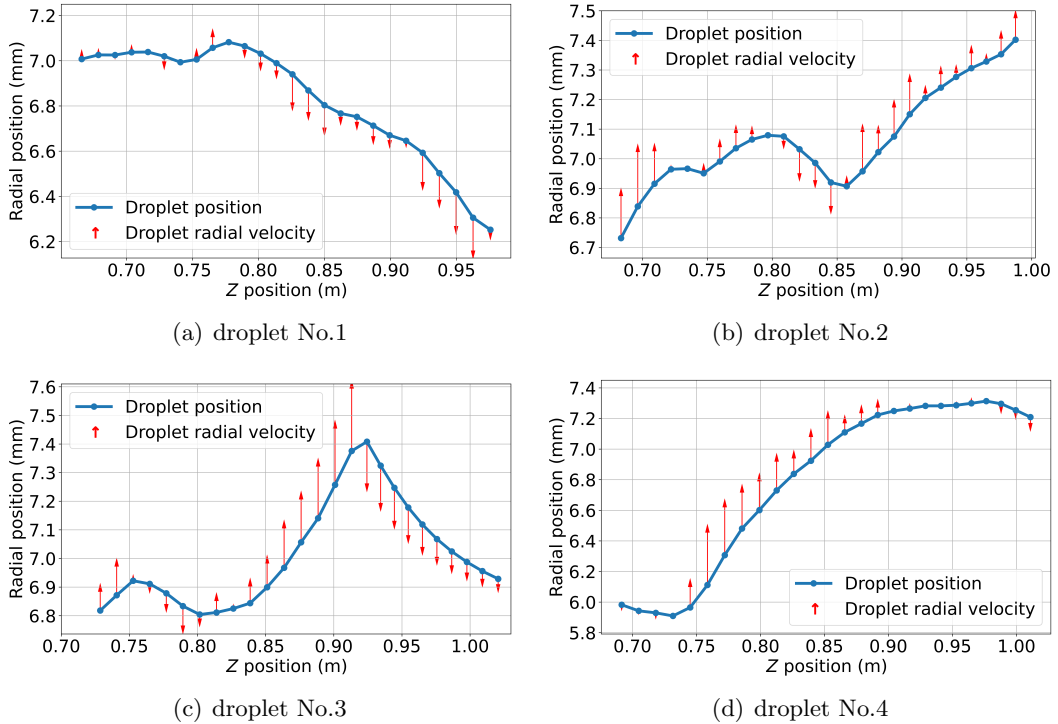 7.2
7.0
6.8
6.6
6.4
6.2
Radial position (mm)
Droplet position
Droplet radial velocity
0.70 0.75 0.80 0.85 0.90 0.95
Z position (m)
(a) droplet No.1
7.5
7.4
7.3
7.2
7.1
7.0
6.9
6.8
6.7
Radial position (mm)
Droplet position
Droplet radial velocity
0.70 0.75 0.80 0.85 0.90 0.95 1.00
Z position (m)
(b) droplet No.2
7.6
7.5
7.4
7.3
7.2
7.1
7.0
6.9
6.8
Radial position (mm)
Droplet position
Droplet radial velocity
0.70 0.75 0.80 0.85 0.90 0.95 1.00
Z position (m)
(c) droplet No.3
7.4
7.2
7.0
6.8
6.6
6.4
6.2
6.0
5.8
Radial position (mm)
Droplet position
Droplet radial velocity
0.70 0.75 0.80 0.85 0.90 0.95 1.00
Z position (m)
(d) droplet No.4